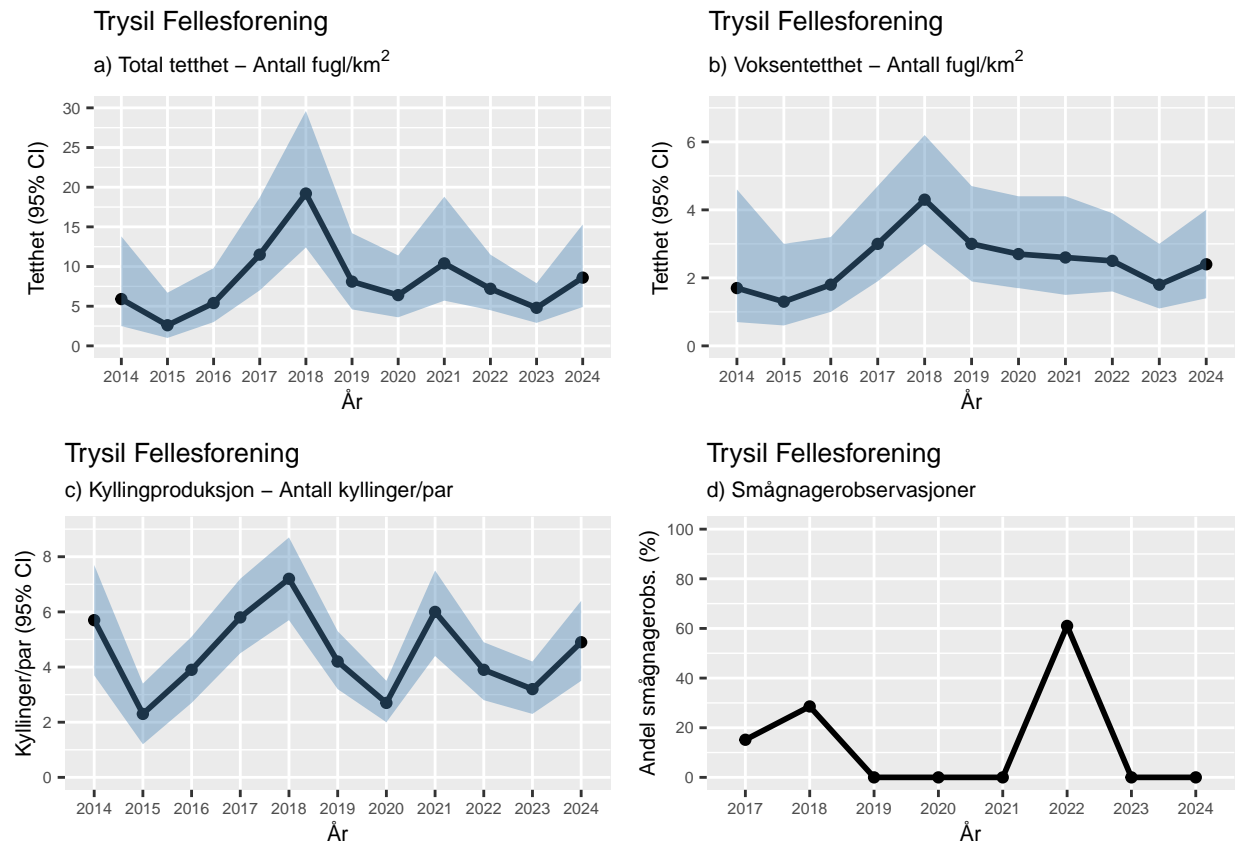 Trysil Fellesforening
a) Total tetthet – Antall fugl/km²
Tetthet (95% CI)
30
25
20
15
10
5
0
2014 2015 2016 2017 2018 2019 2020 2021 2022 2023 2024
År
Trysil Fellesforening
b) Voksentetthet – Antall fugl/km²
Tetthet (95% CI)
6
4
2
0
2014 2015 2016 2017 2018 2019 2020 2021 2022 2023 2024
År
Trysil Fellesforening
c) Kyllingproduksjon – Antall kyllinger/par
Kyllinger/par (95% CI)
8
6
4
2
0
2014 2015 2016 2017 2018 2019 2020 2021 2022 2023 2024
År
Trysil Fellesforening
d) Smågnagerobservasjoner
Andel smågnagerobs. (%)
100
80
60
40
20
0
2017 2018 2019 2020 2021 2022 2023 2024
År